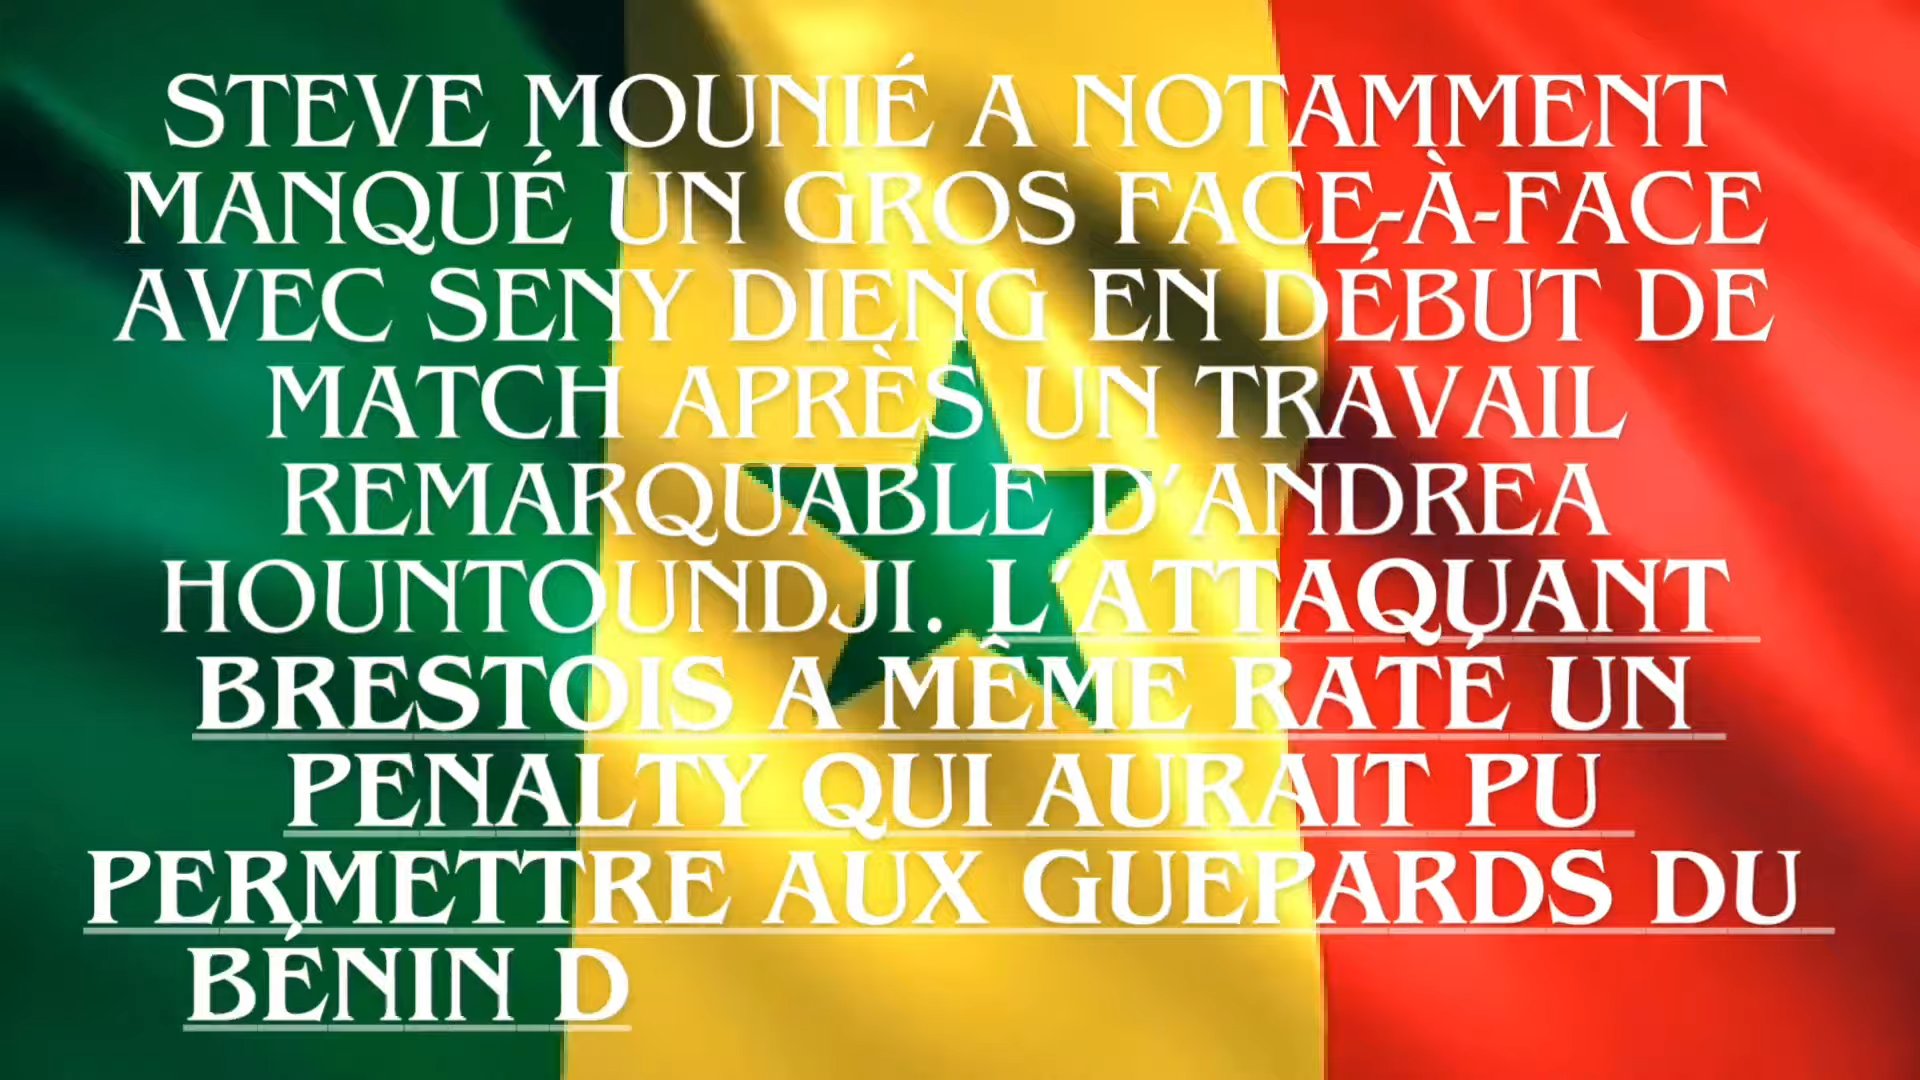 STEVE MOUNIÉ A NOTAMMENT
MANQUÉ UN GROS FACE-À-FACE
AVEC SENY DIENG EN DÉBUT DE
MATCH APRÈS UN TRAVAIL
REMARQUABLE D'ANDREA
HOUNTOUNDJI. L'ATTAQUANT
BRESTOIS A MÊME RATÉ UN
PENALTY QUI AURAIT PU
PERMETTRE AUX GUEPARDS DU
BÉNIN D